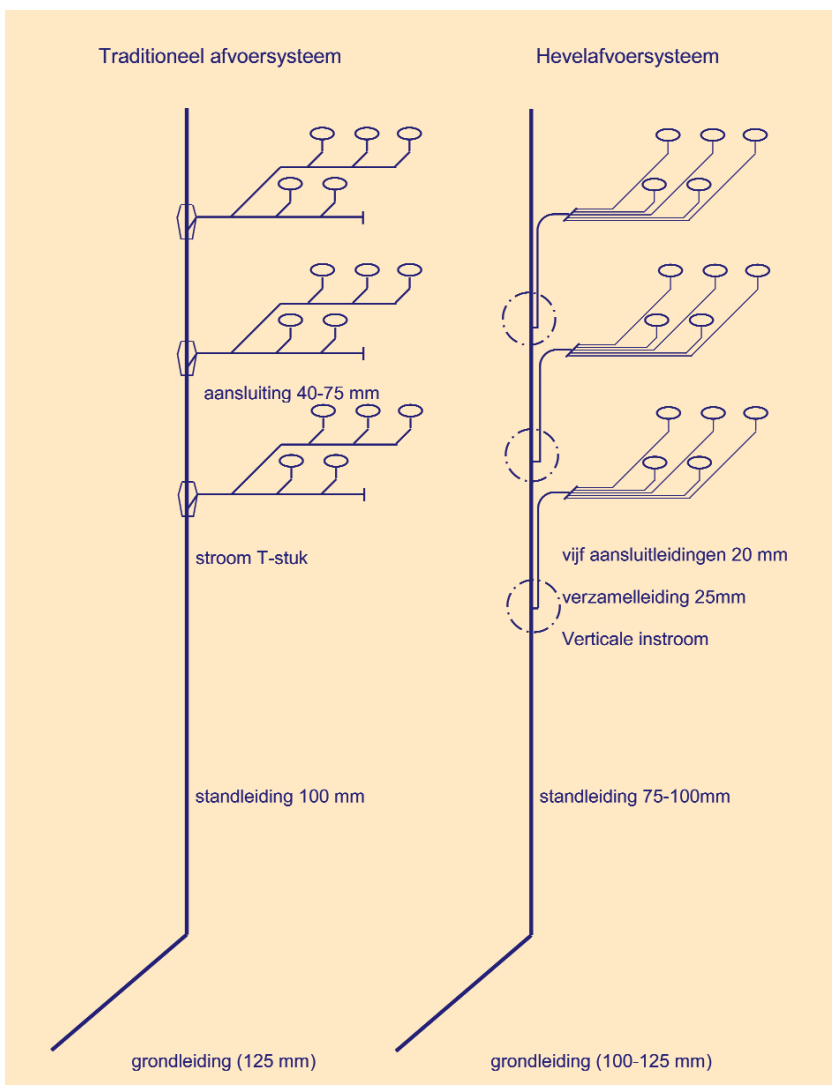 Traditioneel afvoersysteem
Hevelafvoersysteem
aansluiting 40-75 mm
stroom T-stuk
vijf aansluitleidingen 20 mm
verzamelleiding 25mm
Verticale instroom
standleiding 100 mm
standleiding 75-100mm
grondleiding (125 mm)
grondleiding (100-125 mm)